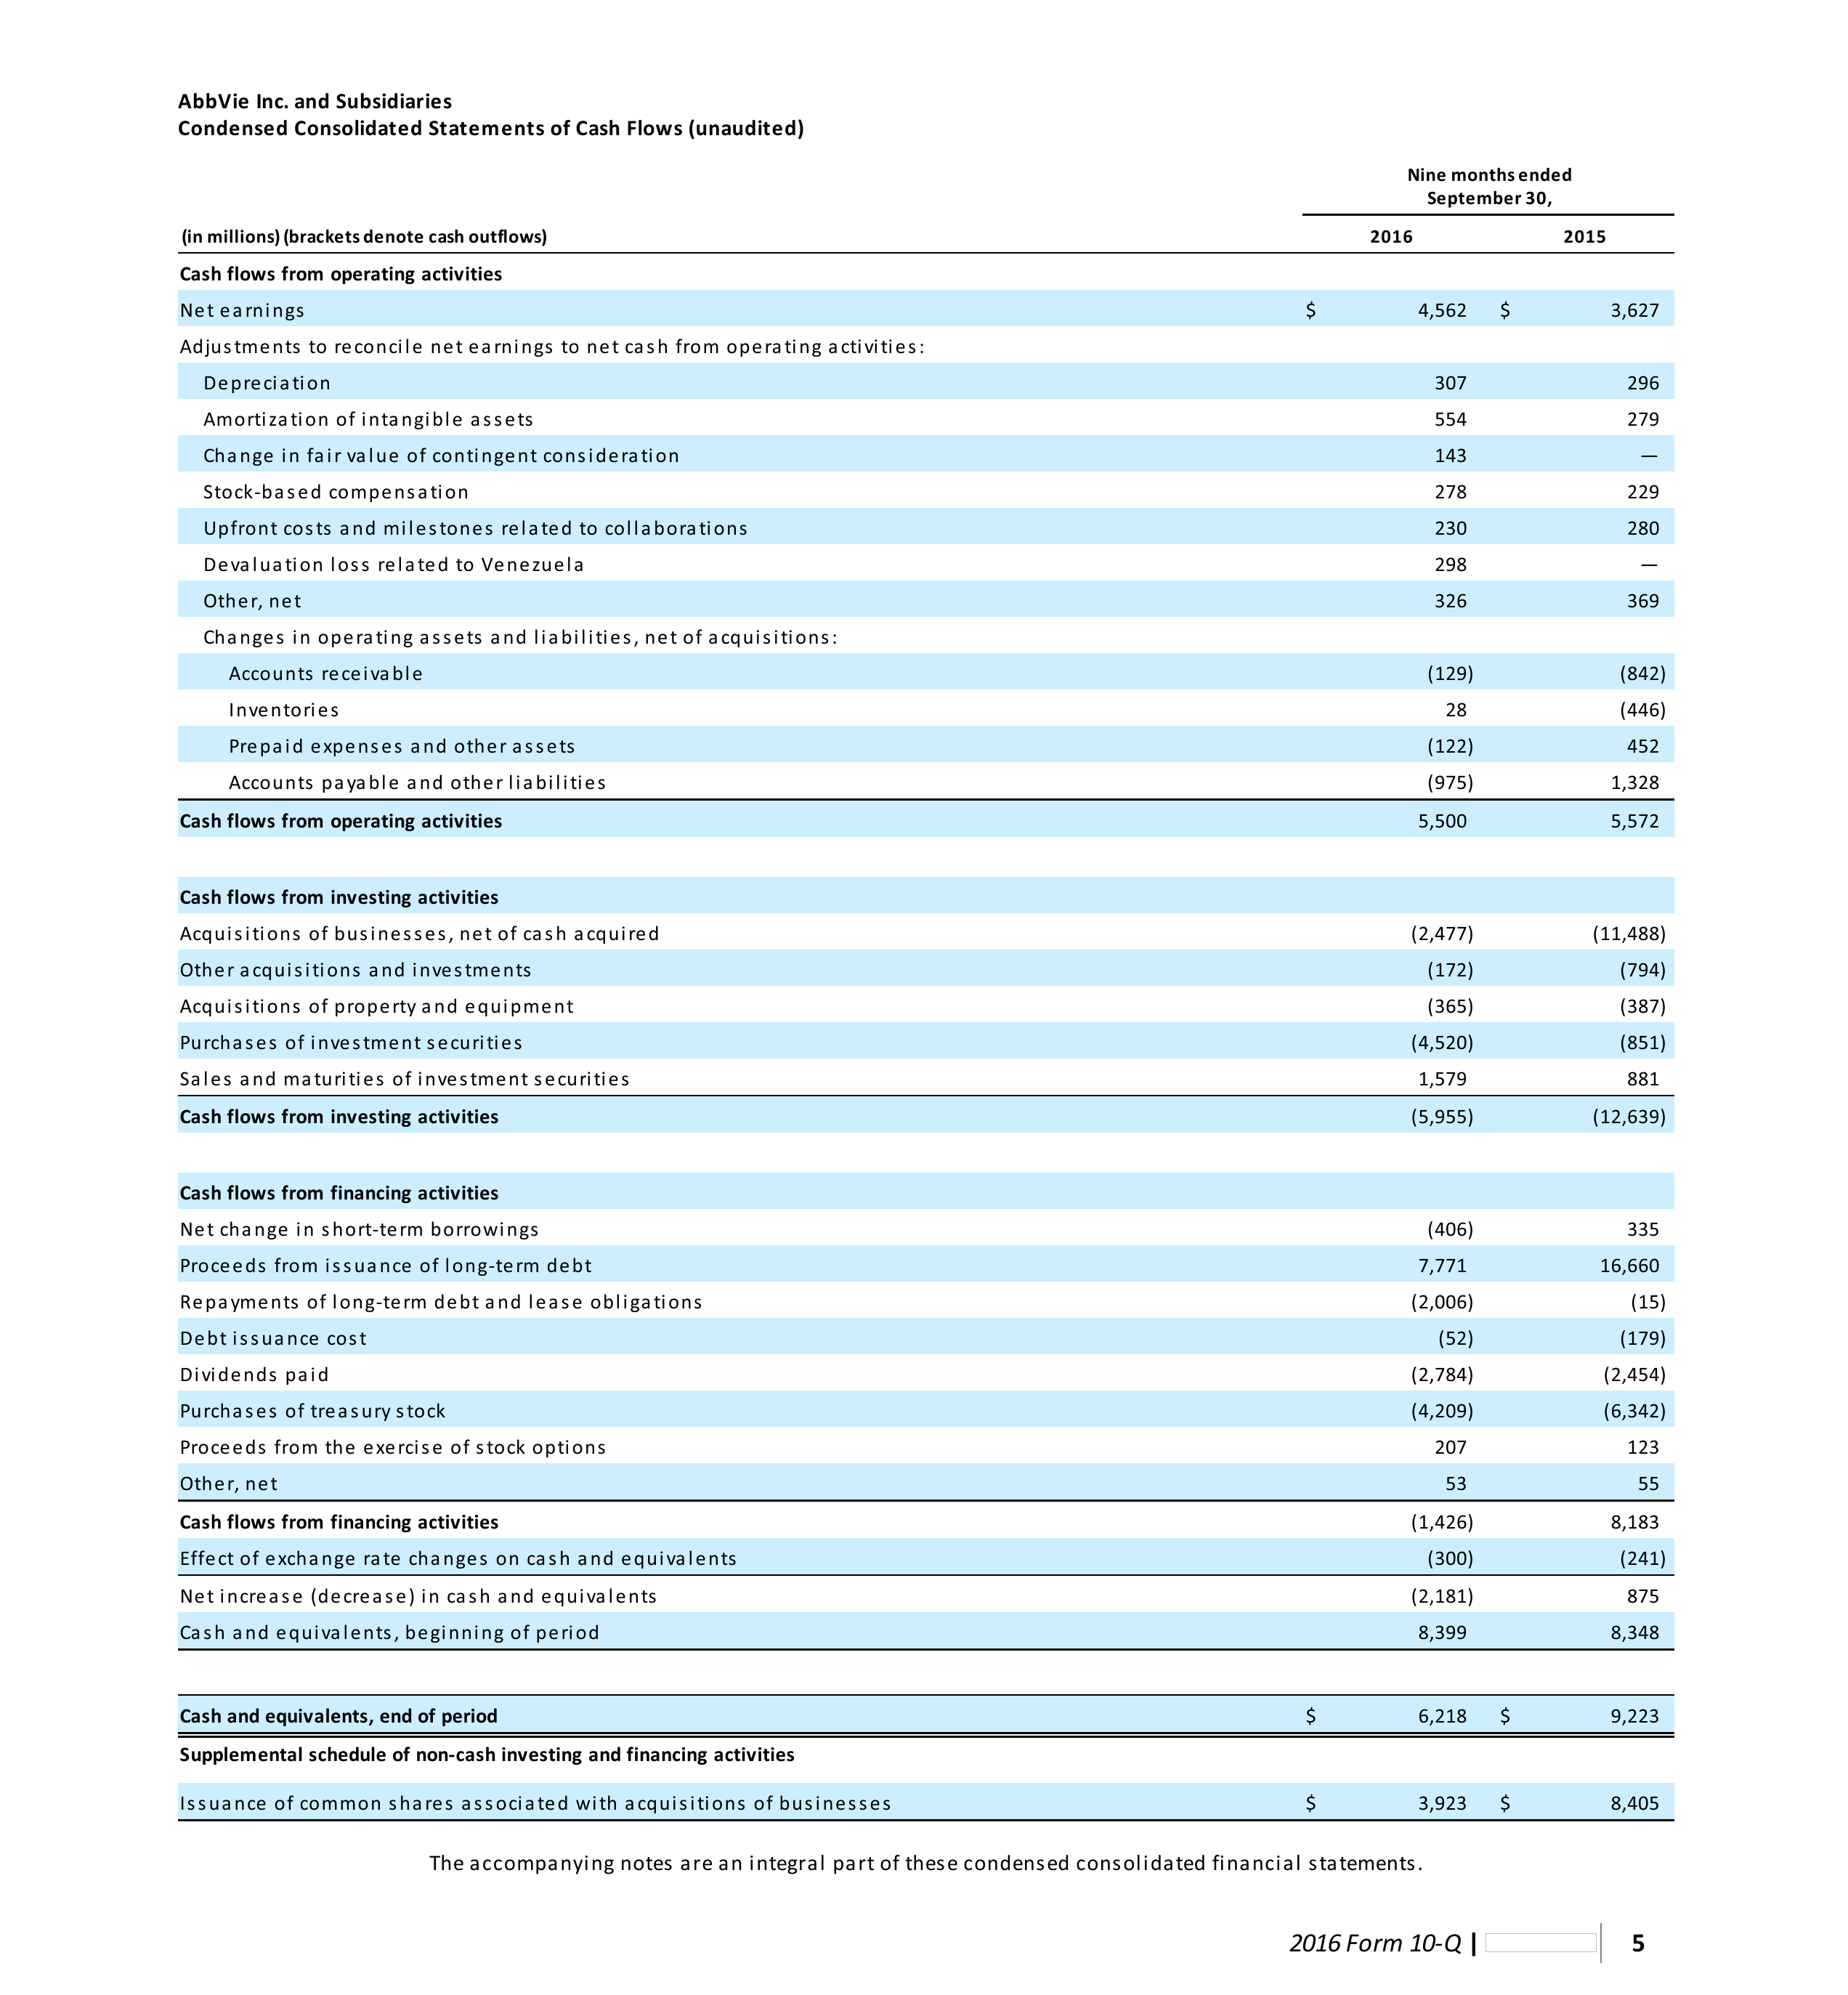 AbbVie Inc. and Subsidiaries
Condensed Consolidated Statements of Cash Flows (unaudited)
Nine months ended
September 30,
(in millions) (brackets denote cash outflows) 2016 2015
Cash flows from operating activities
Net earnings $ 4,562 $ 3,627
Adjustments to reconcile net earnings to net cash from operating activities:
Depreciation 307 296
Amortization of intangible assets 554 279
Change in fair value of contingent consideration 143 —
Stock-based compensation 278 229
Upfront costs and milestones related to collaborations 230 280
Devaluation loss related to Venezuela 298 —
Other, net 326 369
Changes in operating assets and liabilities, net of acquisitions:
Accounts receivable (129) (842)
Inventories 28 (446)
Prepaid expenses and other assets (122) 452
Accounts payable and other liabilities (975) 1,328
Cash flows from operating activities 5,500 5,572
Cash flows from investing activities
Acquisitions of businesses, net of cash acquired (2,477) (11,488)
Other acquisitions and investments (172) (794)
Acquisitions of property and equipment (365) (387)
Purchases of investment securities (4,520) (851)
Sales and maturities of investment securities 1,579 881
Cash flows from investing activities (5,955) (12,639)
Cash flows from financing activities
Net change in short-term borrowings (406) 335
Proceeds from issuance of long-term debt 7,771 16,660
Repayments of long-term debt and lease obligations (2,006) (15)
Debt issuance cost (52) (179)
Dividends paid (2,784) (2,454)
Purchases of treasury stock (4,209) (6,342)
Proceeds from the exercise of stock options 207 123
Other, net 53 55
Cash flows from financing activities (1,426) 8,183
Effect of exchange rate changes on cash and equivalents (300) (241)
Net increase (decrease) in cash and equivalents (2,181) 875
Cash and equivalents, beginning of period 8,399 8,348
Cash and equivalents, end of period $ 6,218 $ 9,223
Supplemental schedule of non-cash investing and financing activities
Issuance of common shares associated with acquisitions of businesses $ 3,923 $ 8,405
The accompanying notes are an integral part of these condensed consolidated financial statements.
2016 Form 10-Q | 5